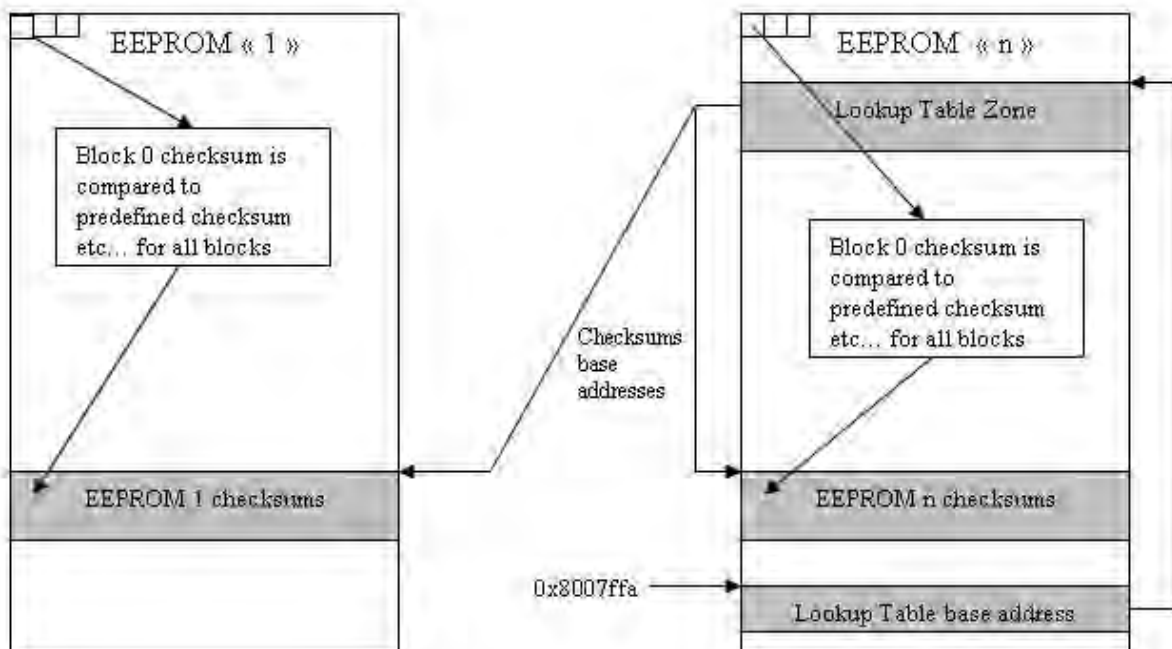 EEPROM « 1 »
Block 0 checksum is
compared to
predefined checksum
etc... for all blocks
EEPROM 1 checksums
EEPROM « n »
Lookup Table Zone
Block 0 checksum is
compared to
predefined checksum
etc... for all blocks
Checksums
base
addresses
EEPROM n checksums
0x8007ffa
Lookup Table base address